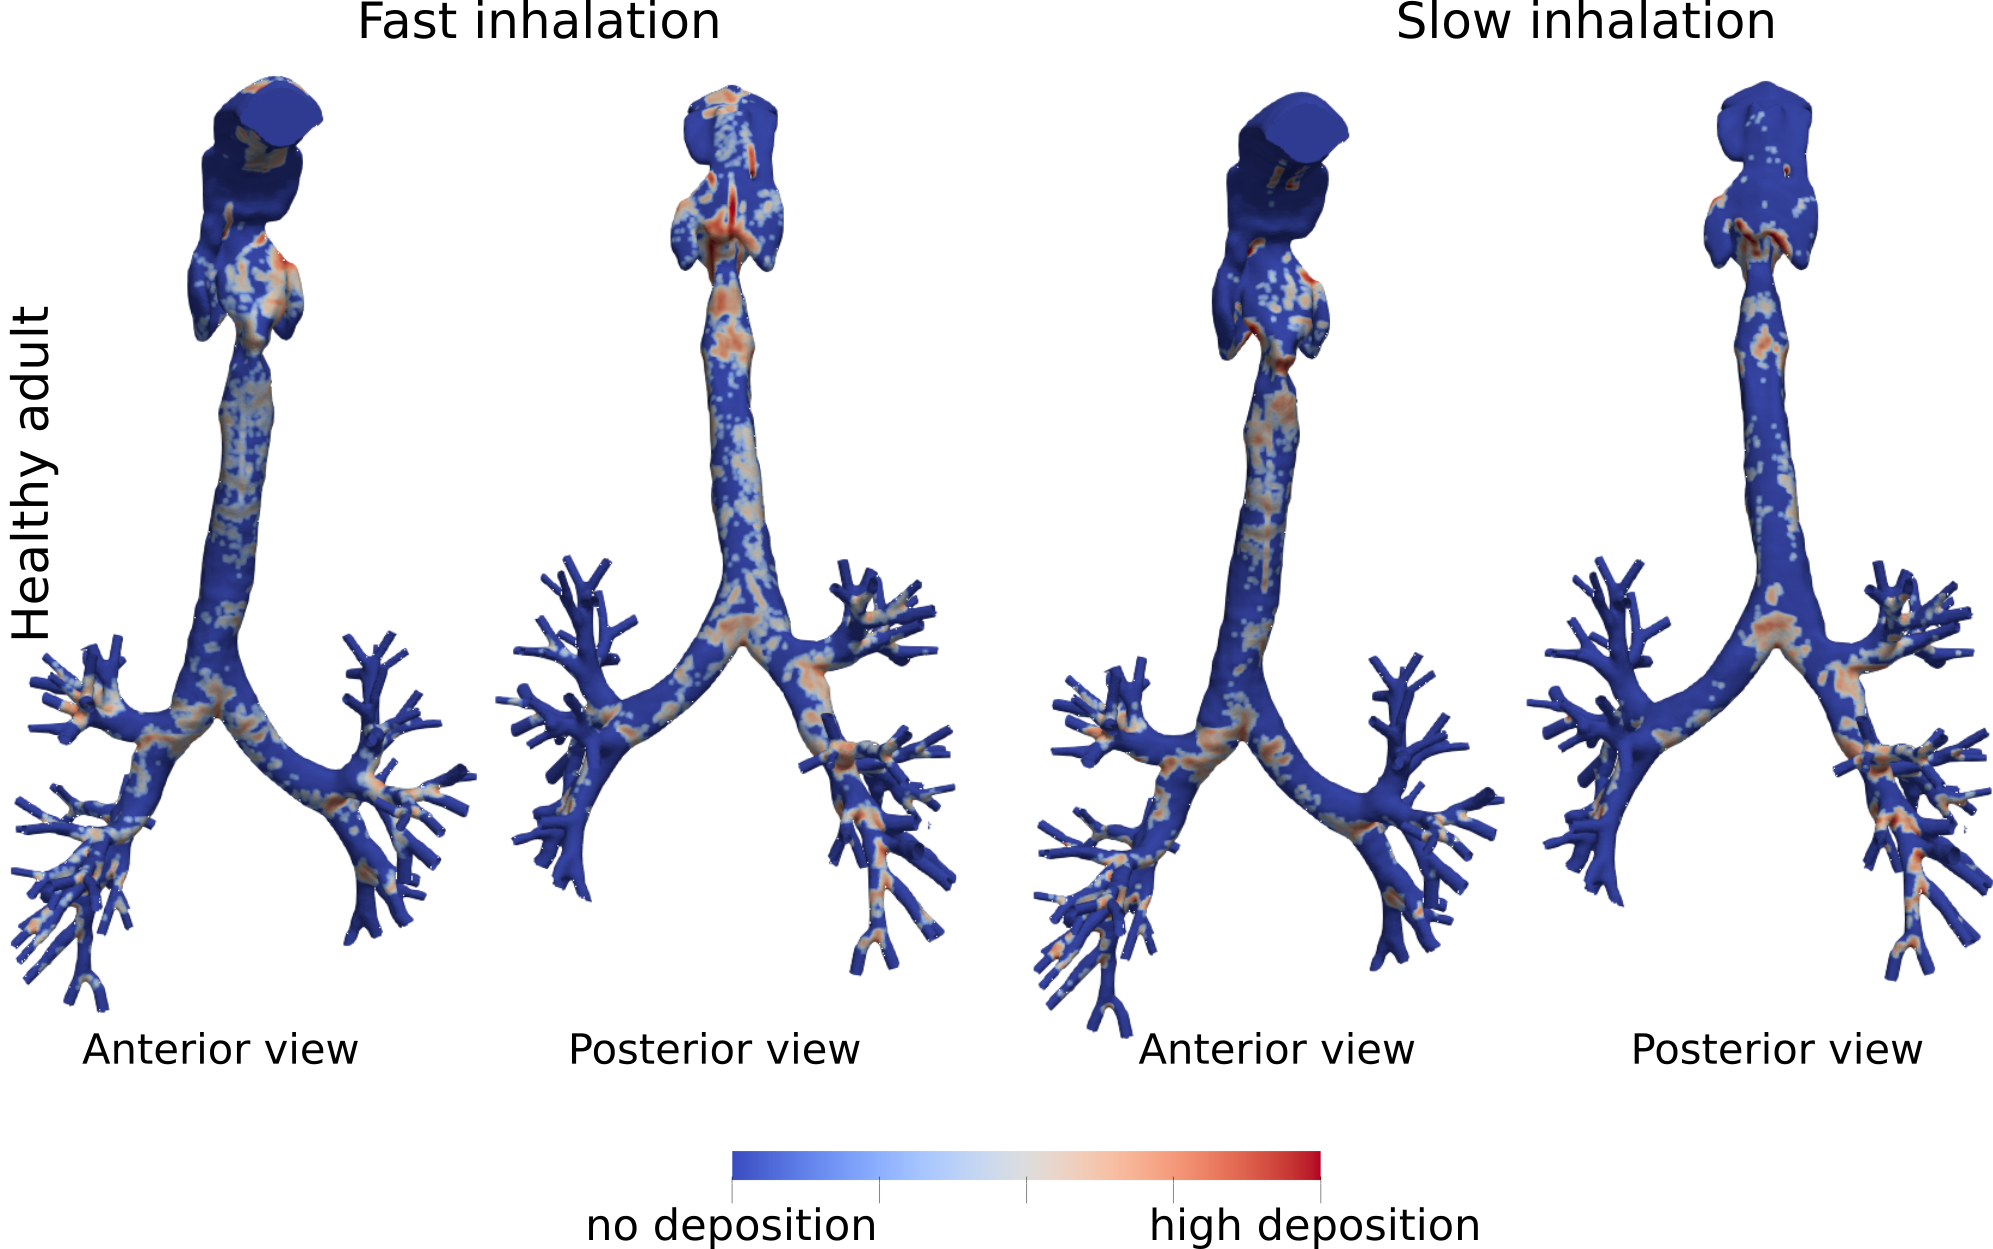 Fast inhalation
Slow inhalation
Healthy adult
Anterior view
Posterior view
Anterior view
Posterior view
no deposition
high deposition